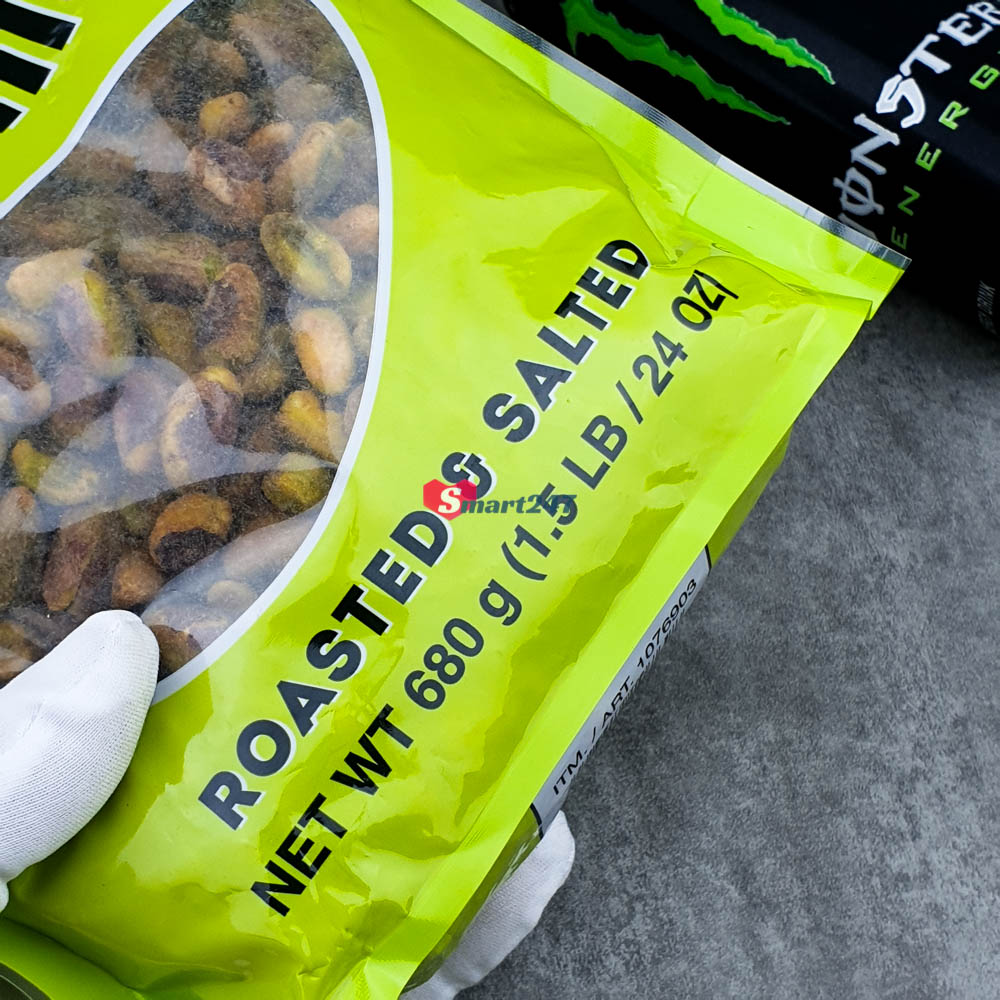 MONSTER
ENERGY
ROASTED & SALTED
NET WT 680 g (1.5 LB / 24 OZ)
ITM. / ART. 1076903
Smart247